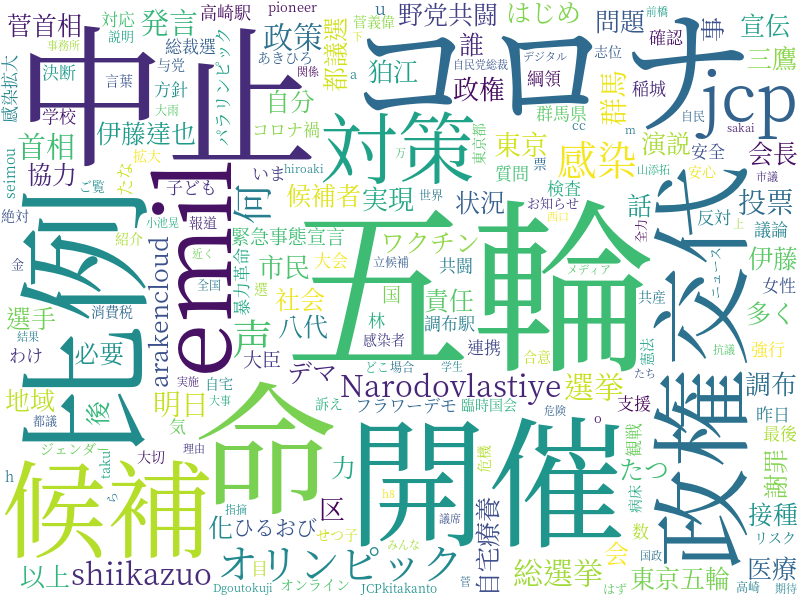 菅首相
発言
高崎駅
pioneer
u
野党共闘
はじめ
問題
前橋
対応
説明
事務所
総裁選
与党
あきひろ
政策
菅義偉
下
都議選
a
狛江
誰
自民党総裁
デジタル
志位
確認
事
宣伝
三鷹
感染拡大
決断
言葉
方針
パラリンピック
中止
コロナ
jcp
政権
綱領
稲城
群馬
群馬県
自民
sakai
学校
大雨
伊藤達也
自分
コロナ禍
対策
cc
m
東京
東京都
感染
演説
安全
会長
首相
seimou
協力
拡大
たな
子ども
いま
hiroaki
万
質問
票
山添拓
安心
市議
ご覧
絶対
小池晃
報道
何
候補者
実現
世界
状況
検査
お知らせ
西口
話
反対
投票
議論
上
比例
emil
紹介
近く
緊急事態宣言
ワクチン
立候補
共闘
全力
伊藤
金
arakencloud
全国
暴力革命
市民
大会
国
責任
メディア
共産
政権交代
ニュース
女性
選手
消費税
声
選
社会
八代
林
調布駅
五輪
多く
結果
わけ
必要
大臣
デマ
感染者
連携
合意
憲法
抗議
強行
実施
自宅
どこ
場合
たち
地域
後
明日
大事
訴え
Narodovlastiye
選挙
学生
調布
都議
気
フラワーデモ
臨時国会
危険
支援
昨日
ジェンダ
takul
大切
理由
命
開催
o
観戦
最後
h
候補
ら
力
区
危機
たつ
謝罪
指摘
化
ひるおび
自宅療養
h8
議席
病床
接種
せつ子
みんな
数
リスク
以上
shiikazuo
目
オリンピック
オンライン
会
総選挙
国政
医療
Dgoutokuji
JCPkitakanto
菅
はず
東京五輪
高崎
期待
関係